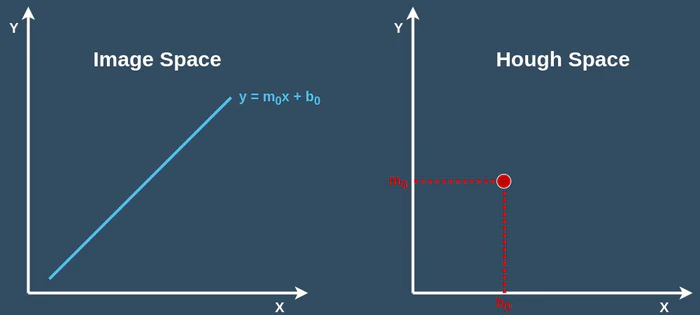 Y
Image Space
y = m₀x + b₀
X
Y
Hough Space
m₀
b₀
X